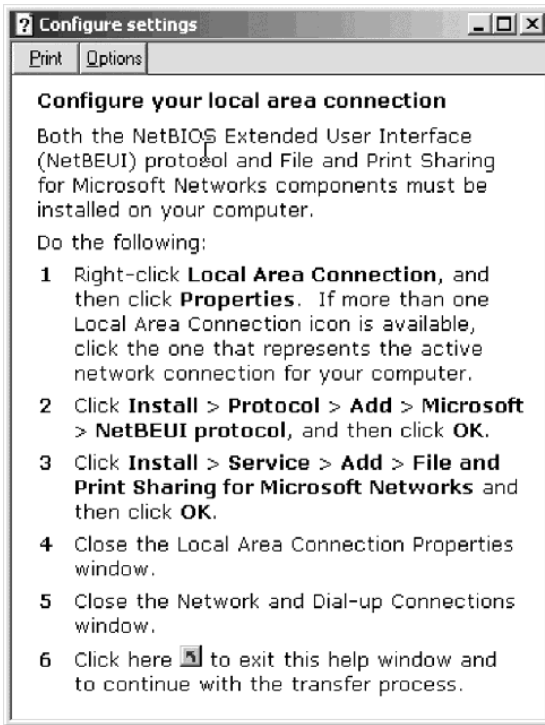 ? Configure settings
Print Options
Configure your local area connection
Both the NetBIOS Extended User Interface
(NetBEUI) protocol and File and Print Sharing
for Microsoft Networks components must be
installed on your computer.
Do the following:
1 Right-click Local Area Connection, and
then click Properties. If more than one
Local Area Connection icon is available,
click the one that represents the active
network connection for your computer.
2 Click Install > Protocol > Add > Microsoft
> NetBEUI protocol, and then click OK.
3 Click Install > Service > Add > File and
Print Sharing for Microsoft Networks and
then click OK.
4 Close the Local Area Connection Properties
window.
5 Close the Network and Dial-up Connections
window.
6 Click here to exit this help window and
to continue with the transfer process.